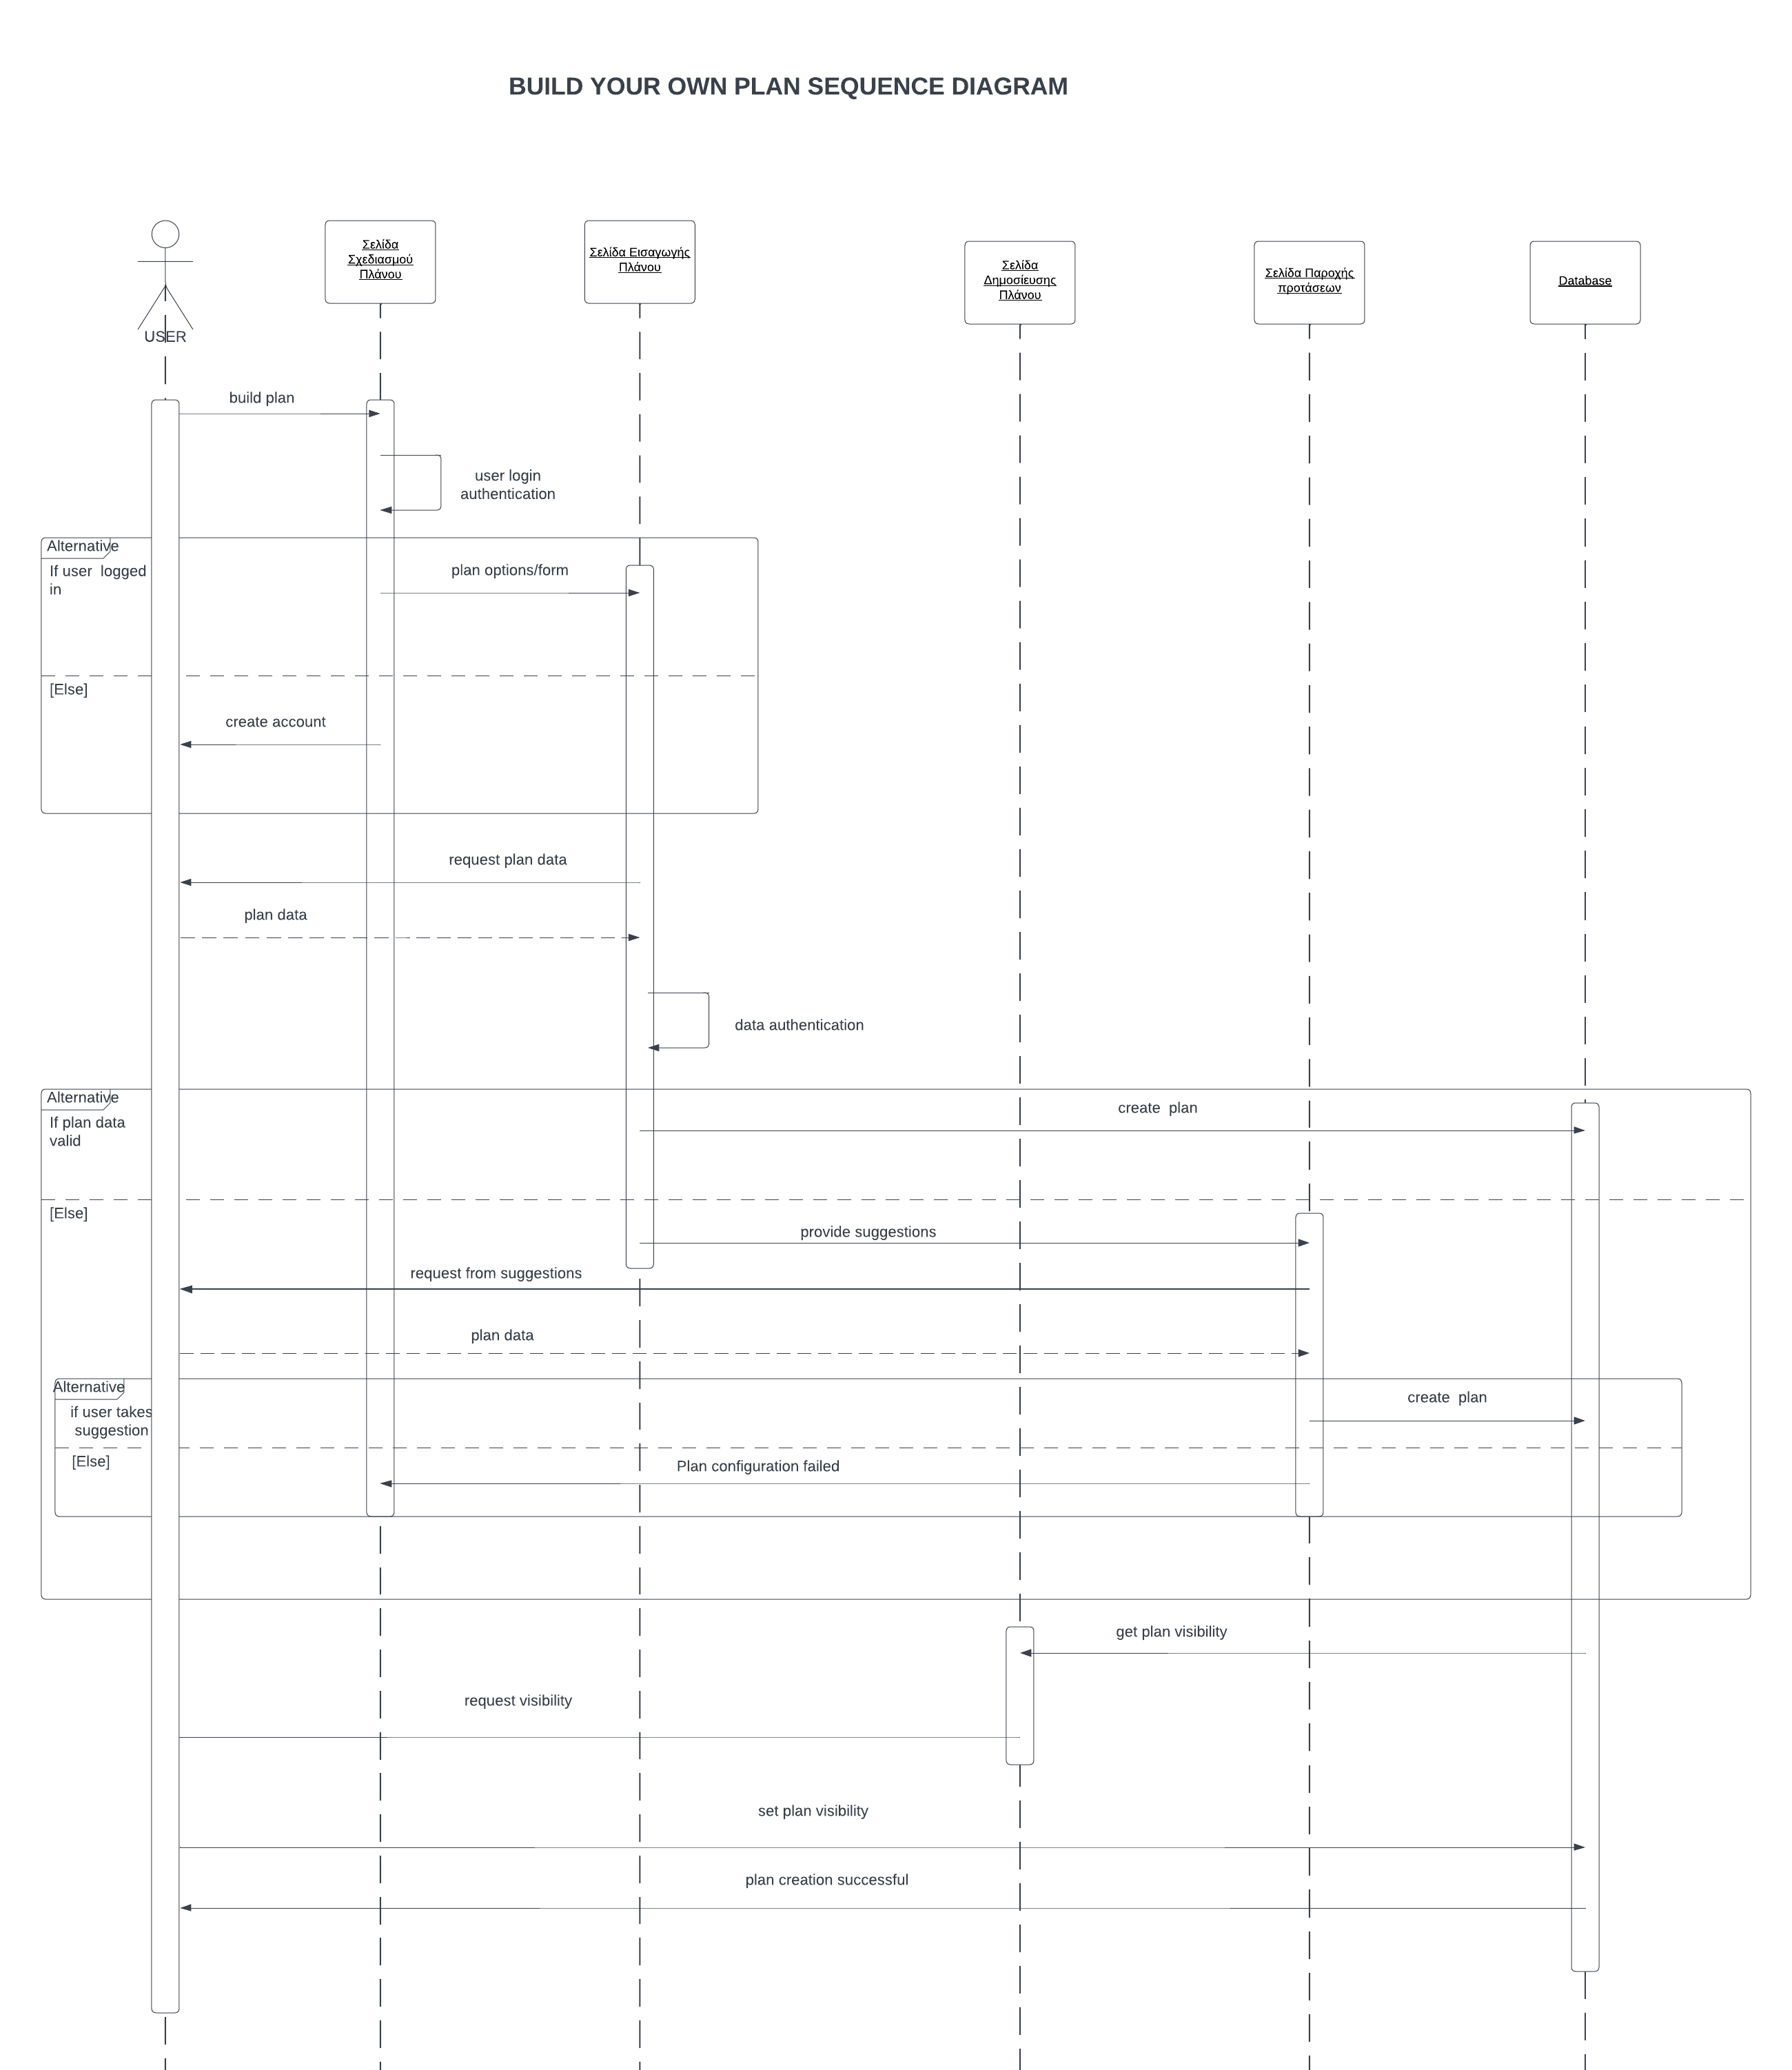 BUILD YOUR OWN PLAN SEQUENCE DIAGRAM
USER
Σελίδα
Σχεδιασμού
Πλάνου
Σελίδα Εισαγωγής
Πλάνου
Σελίδα
Δημοσίευσης
Πλάνου
Σελίδα Παροχής
προτάσεων
Database
build plan
user login
authentication
Alternative
If user  logged
in
plan options/form
[Else]
create account
request plan data
plan data
data authentication
Alternative
If plan data
valid
create  plan
[Else]
provide suggestions
request from suggestions
plan data
Alternative
if user takes
suggestion
create  plan
[Else]
Plan configuration failed
get plan visibility
request visibility
set plan visibility
plan creation successful